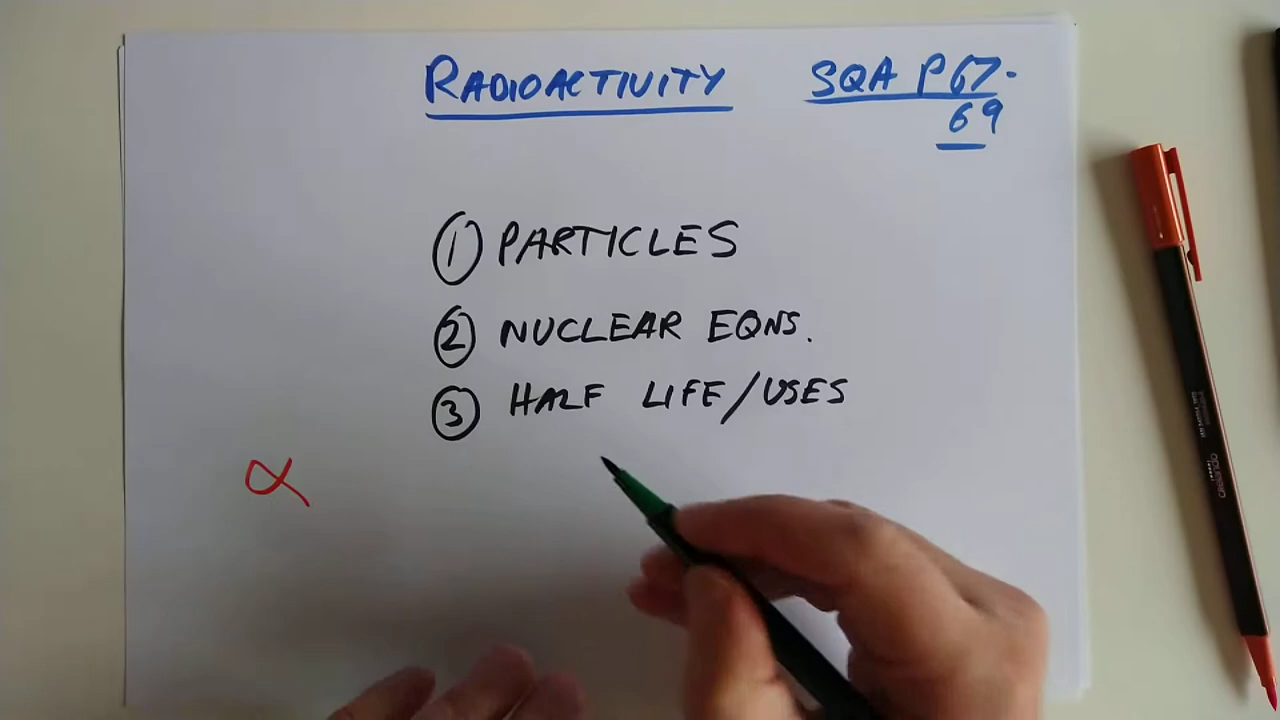 RADIOACTIVITY SQA P67-
69
① PARTICLES
② NUCLEAR EQNS.
③ HALF LIFE/USES
α